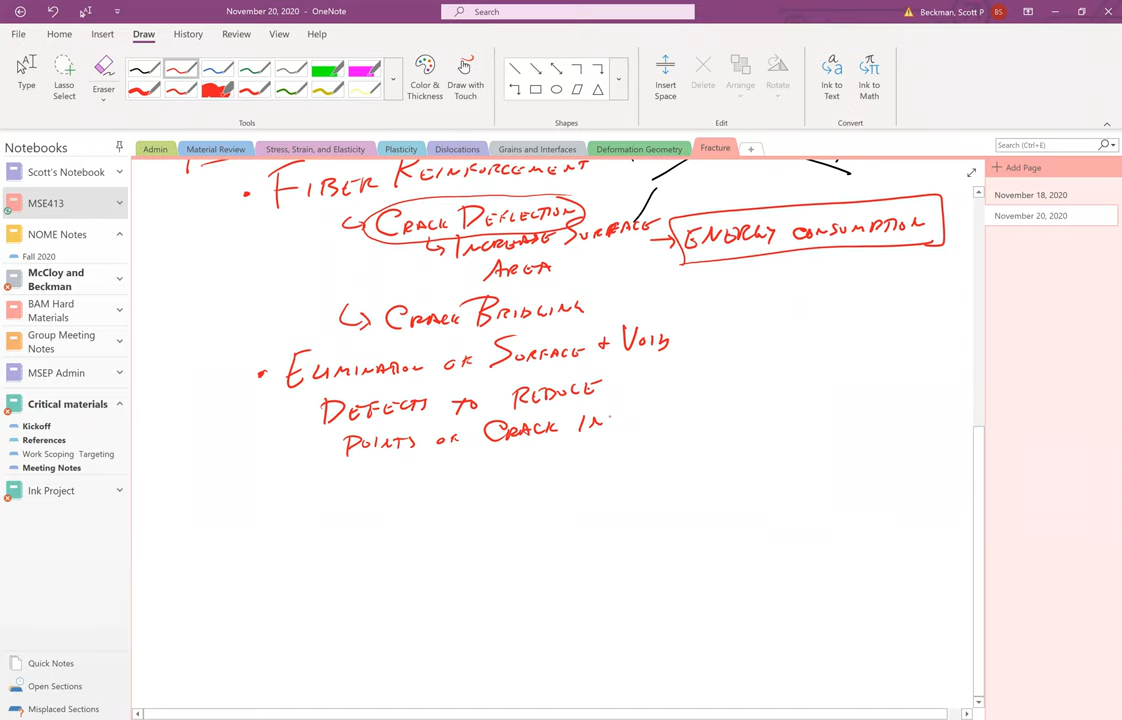 November 20, 2020 - OneNote
Search
Beckman, Scott P
BS
File Home Insert Draw History Review View Help
Type
Lasso Select
Eraser
Color & Thickness
Draw with Touch
Insert Space
Delete
Arrange
Rotate
Ink to Text
Ink to Math
Tools
Shapes
Edit
Convert
Notebooks
Admin Material Review Stress, Strain, and Elasticity Plasticity Dislocations Grains and Interfaces Deformation Geometry Fracture
Search (Ctrl+E)
Scott's Notebook
MSE413
NOME Notes
Fall 2020
McCloy and
Beckman
BAM Hard
Materials
Group Meeting
Notes
MSEP Admin
Critical materials
Kickoff
References
Work Scoping Targeting
Meeting Notes
Ink Project
Quick Notes
Open Sections
Misplaced Sections
• FIBER REINFORCEMENT
↳ CRACK DEFLECTION
↳ INCREASE SURFACE → ENERGY CONSUMPTION
AREA
↳ CRACK BRIDGING
• ELIMINATION OF SURFACE + VOID
DEFECTS TO REDUCE
POINTS OF CRACK IN
Add Page
November 18, 2020
November 20, 2020